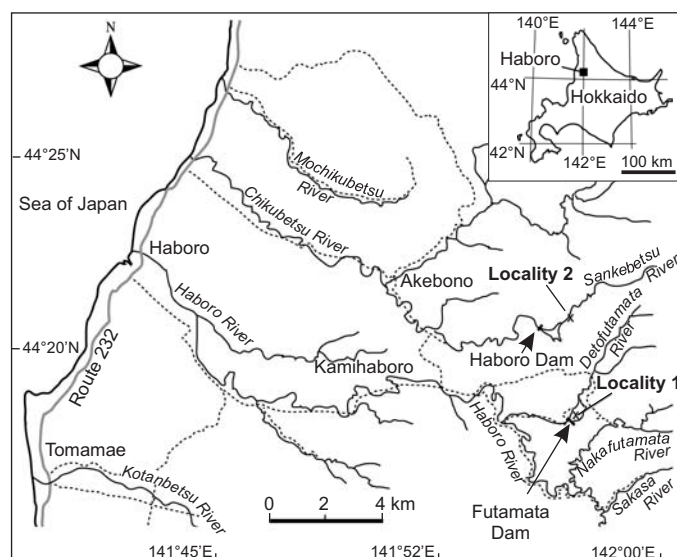 N
140°E
144°E
Haboro
44°N
Hokkaido
42°N
142°E
100 km
44°25'
Mochikubetsu
River
Sea of Japan
Chikubetsu River
Haboro
Akebono
Locality 2
Sankebetsu
River
Haboro River
Detofutamata
River
44°20'
Haboro Dam
Route 232
Kamihaboro
Locality 1
Haboro River
Tomamae
Nakafutamata
River
Kotanbetsu River
0 2 4 km
Futamata
Dam
Sakasa
River
141°45'E
141°52'E
142°00'E